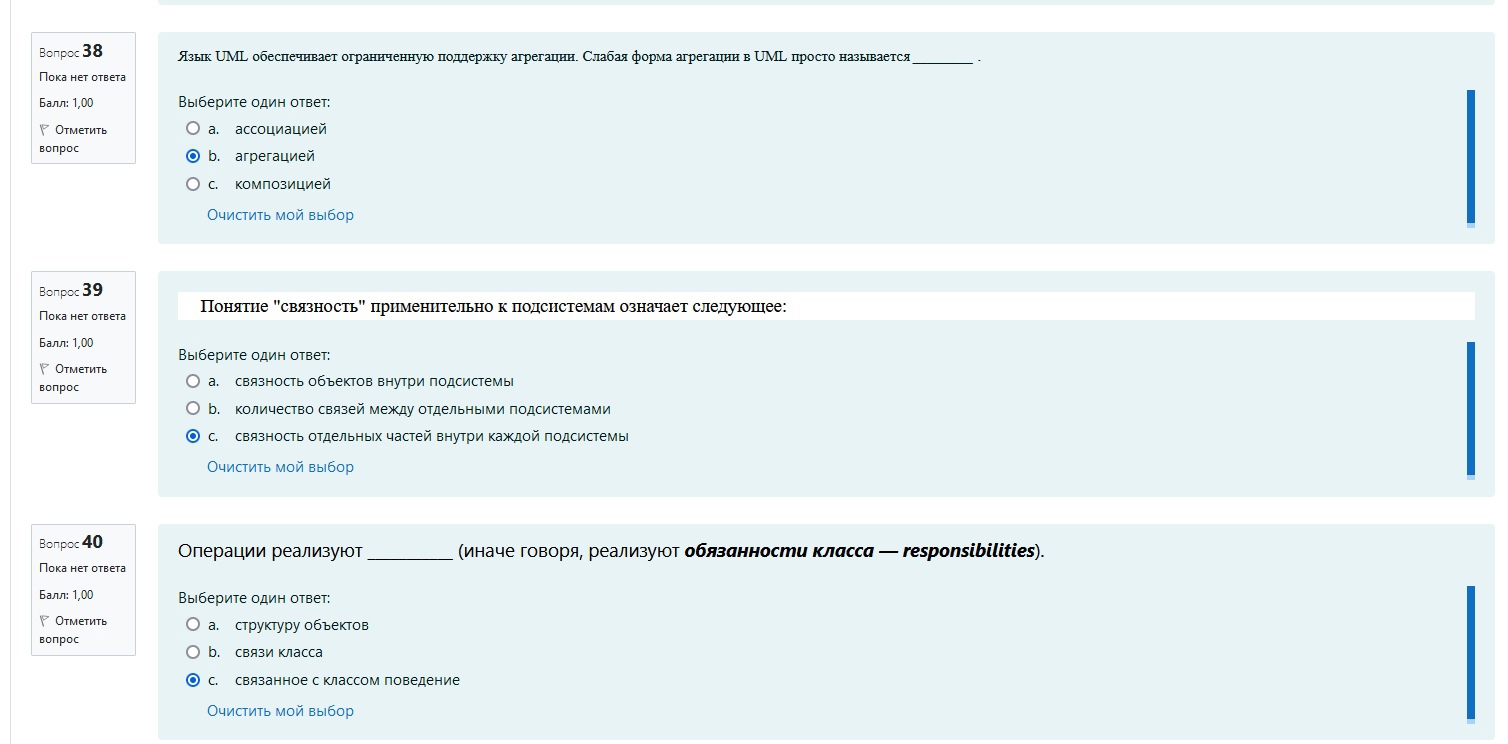 Вопрос 38
Пока нет ответа
Балл: 1,00
Отметить
вопрос
Язык UML обеспечивает ограниченную поддержку агрегации. Слабая форма агрегации в UML просто называется ________ .
Выберите один ответ:
a. ассоциацией
b. агрегацией
c. композицией
Очистить мой выбор
Вопрос 39
Пока нет ответа
Балл: 1,00
Отметить
вопрос
Понятие "связность" применительно к подсистемам означает следующее:
Выберите один ответ:
a. связность объектов внутри подсистемы
b. количество связей между отдельными подсистемами
c. связность отдельных частей внутри каждой подсистемы
Очистить мой выбор
Вопрос 40
Пока нет ответа
Балл: 1,00
Отметить
вопрос
Операции реализуют _________ (иначе говоря, реализуют обязанности класса — responsibilities).
Выберите один ответ:
a. структуру объектов
b. связи класса
c. связанное с классом поведение
Очистить мой выбор